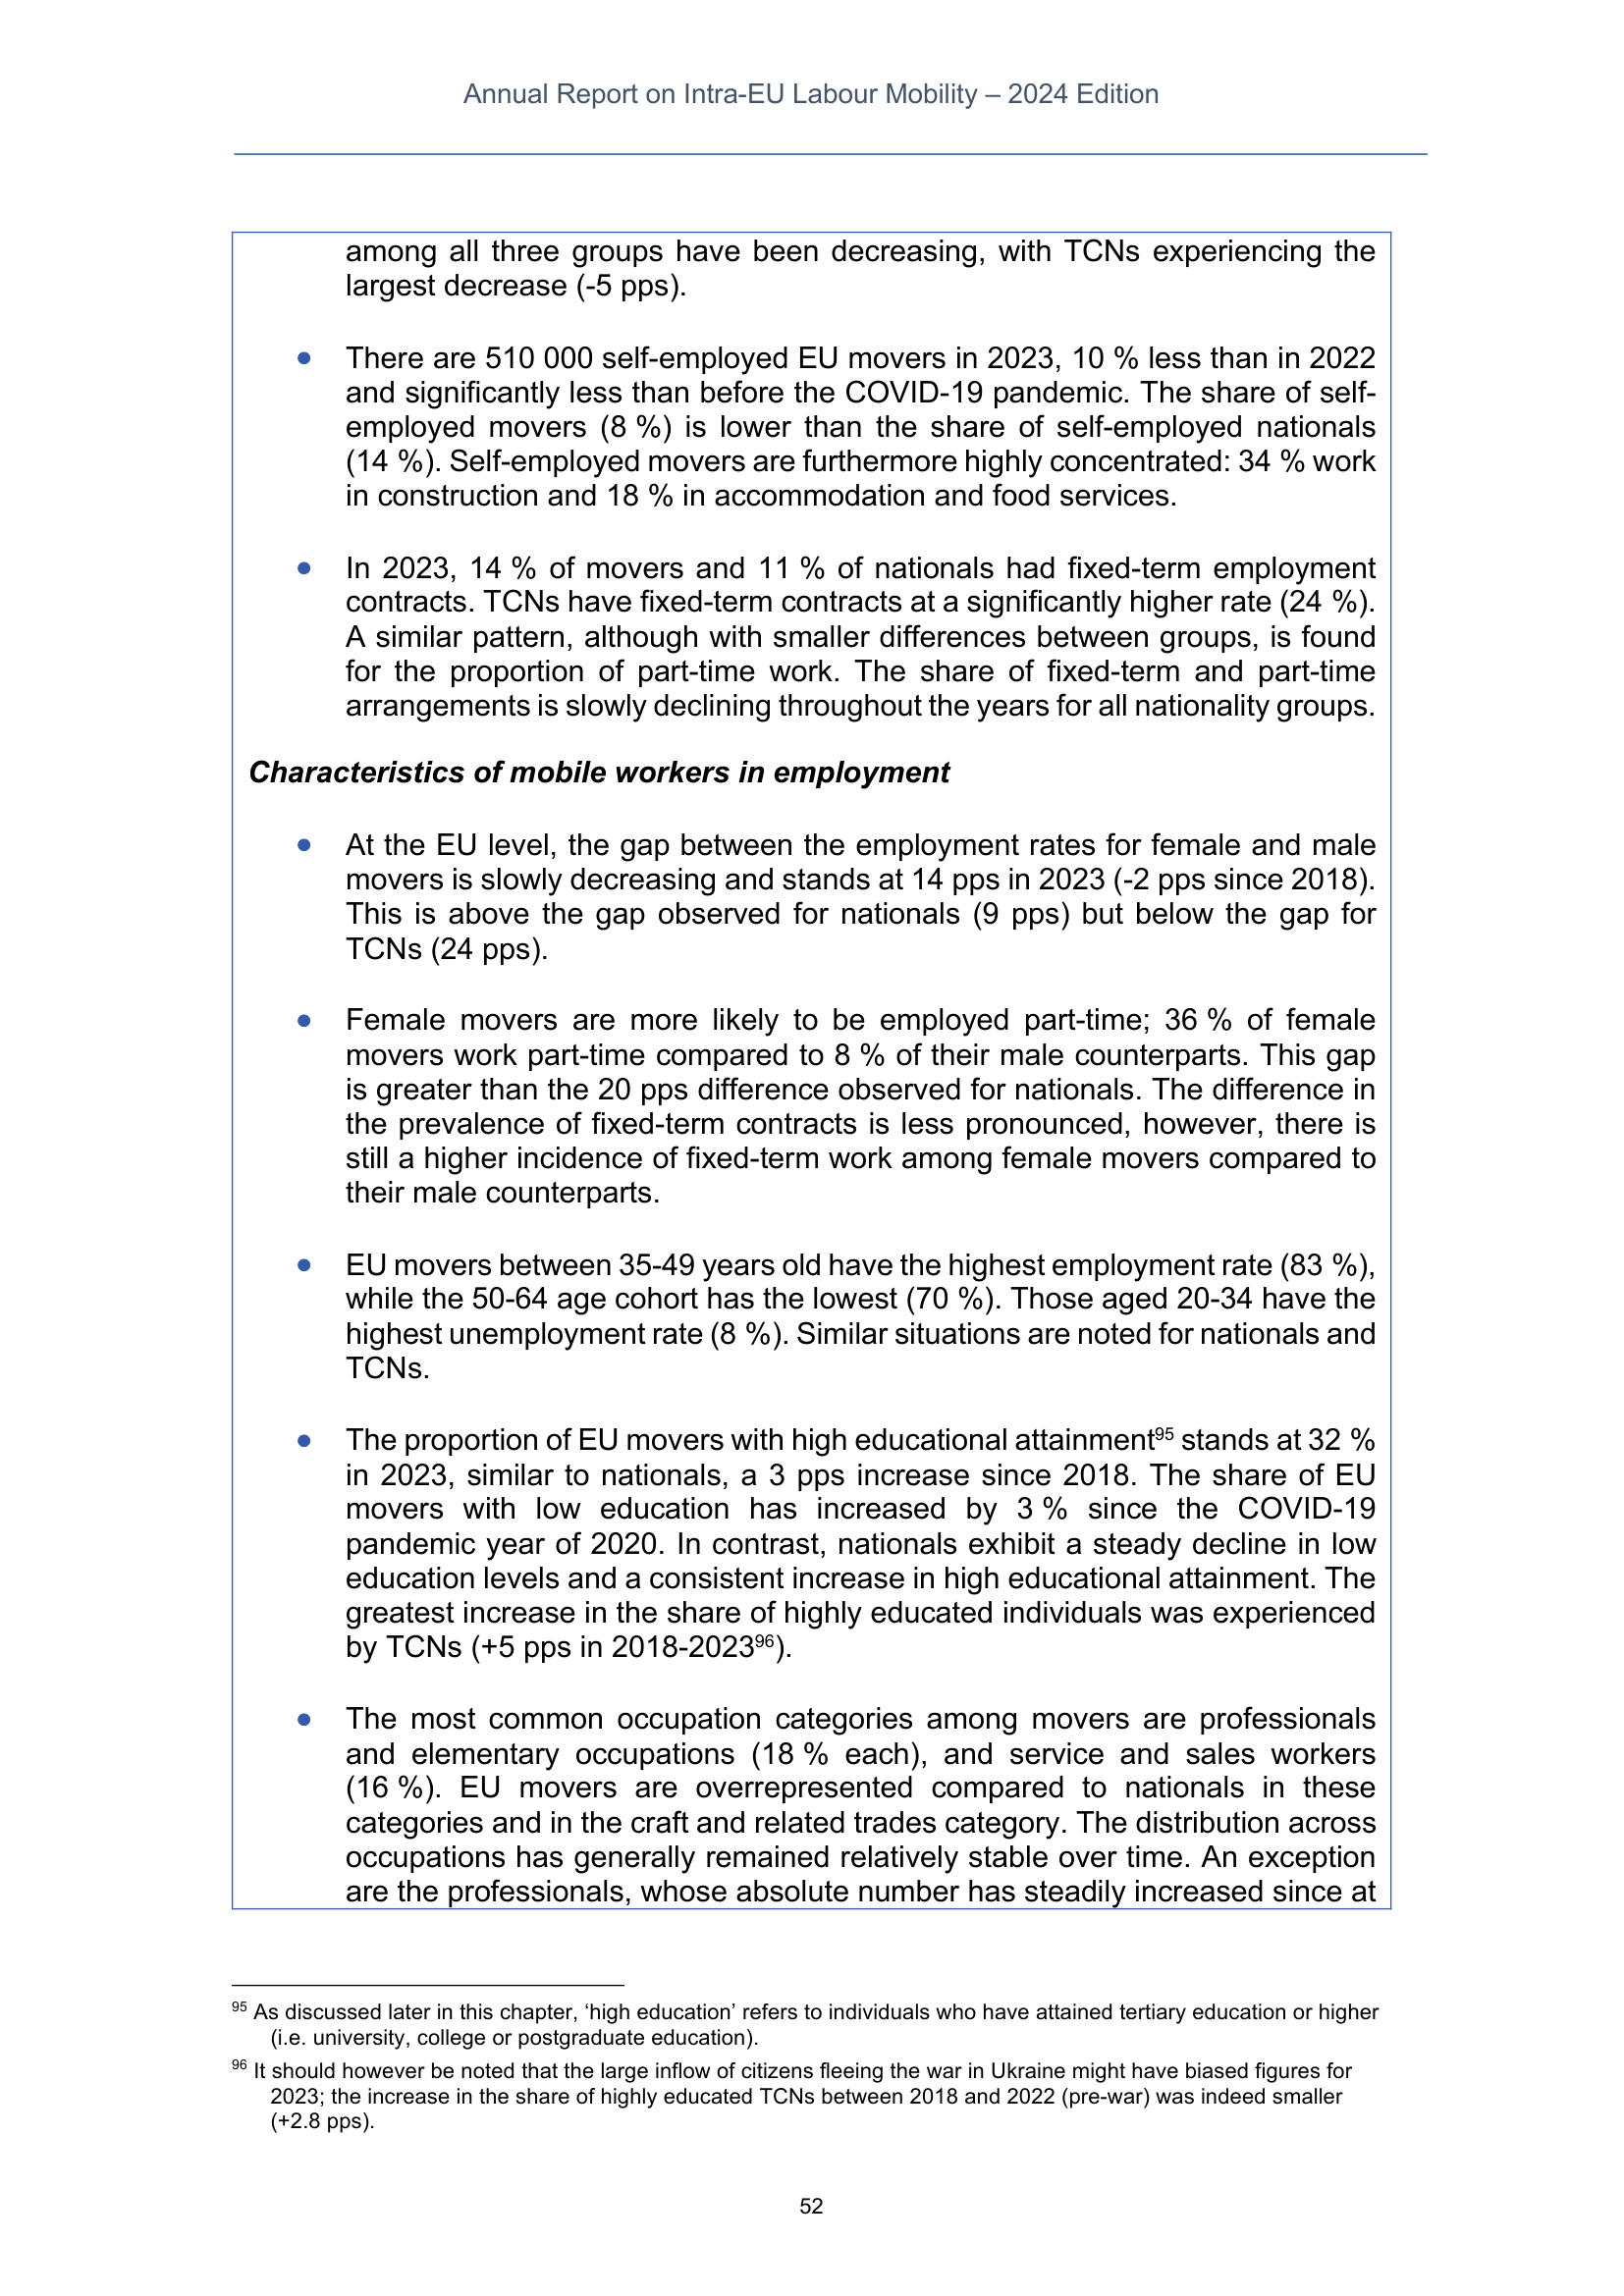 Annual Report on Intra-EU Labour Mobility – 2024 Edition
among all three groups have been decreasing, with TCNs experiencing the
largest decrease (-5 pps).
● There are 510 000 self-employed EU movers in 2023, 10 % less than in 2022
and significantly less than before the COVID-19 pandemic. The share of self-
employed movers (8 %) is lower than the share of self-employed nationals
(14 %). Self-employed movers are furthermore highly concentrated: 34 % work
in construction and 18 % in accommodation and food services.
● In 2023, 14 % of movers and 11 % of nationals had fixed-term employment
contracts. TCNs have fixed-term contracts at a significantly higher rate (24 %).
A similar pattern, although with smaller differences between groups, is found
for the proportion of part-time work. The share of fixed-term and part-time
arrangements is slowly declining throughout the years for all nationality groups.
Characteristics of mobile workers in employment
● At the EU level, the gap between the employment rates for female and male
movers is slowly decreasing and stands at 14 pps in 2023 (-2 pps since 2018).
This is above the gap observed for nationals (9 pps) but below the gap for
TCNs (24 pps).
● Female movers are more likely to be employed part-time; 36 % of female
movers work part-time compared to 8 % of their male counterparts. This gap
is greater than the 20 pps difference observed for nationals. The difference in
the prevalence of fixed-term contracts is less pronounced, however, there is
still a higher incidence of fixed-term work among female movers compared to
their male counterparts.
● EU movers between 35-49 years old have the highest employment rate (83 %),
while the 50-64 age cohort has the lowest (70 %). Those aged 20-34 have the
highest unemployment rate (8 %). Similar situations are noted for nationals and
TCNs.
● The proportion of EU movers with high educational attainment95 stands at 32 %
in 2023, similar to nationals, a 3 pps increase since 2018. The share of EU
movers with low education has increased by 3 % since the COVID-19
pandemic year of 2020. In contrast, nationals exhibit a steady decline in low
education levels and a consistent increase in high educational attainment. The
greatest increase in the share of highly educated individuals was experienced
by TCNs (+5 pps in 2018-202396).
● The most common occupation categories among movers are professionals
and elementary occupations (18 % each), and service and sales workers
(16 %). EU movers are overrepresented compared to nationals in these
categories and in the craft and related trades category. The distribution across
occupations has generally remained relatively stable over time. An exception
are the professionals, whose absolute number has steadily increased since at
95 As discussed later in this chapter, ‘high education’ refers to individuals who have attained tertiary education or higher
(i.e. university, college or postgraduate education).
96 It should however be noted that the large inflow of citizens fleeing the war in Ukraine might have biased figures for
2023; the increase in the share of highly educated TCNs between 2018 and 2022 (pre-war) was indeed smaller
(+2.8 pps).
52